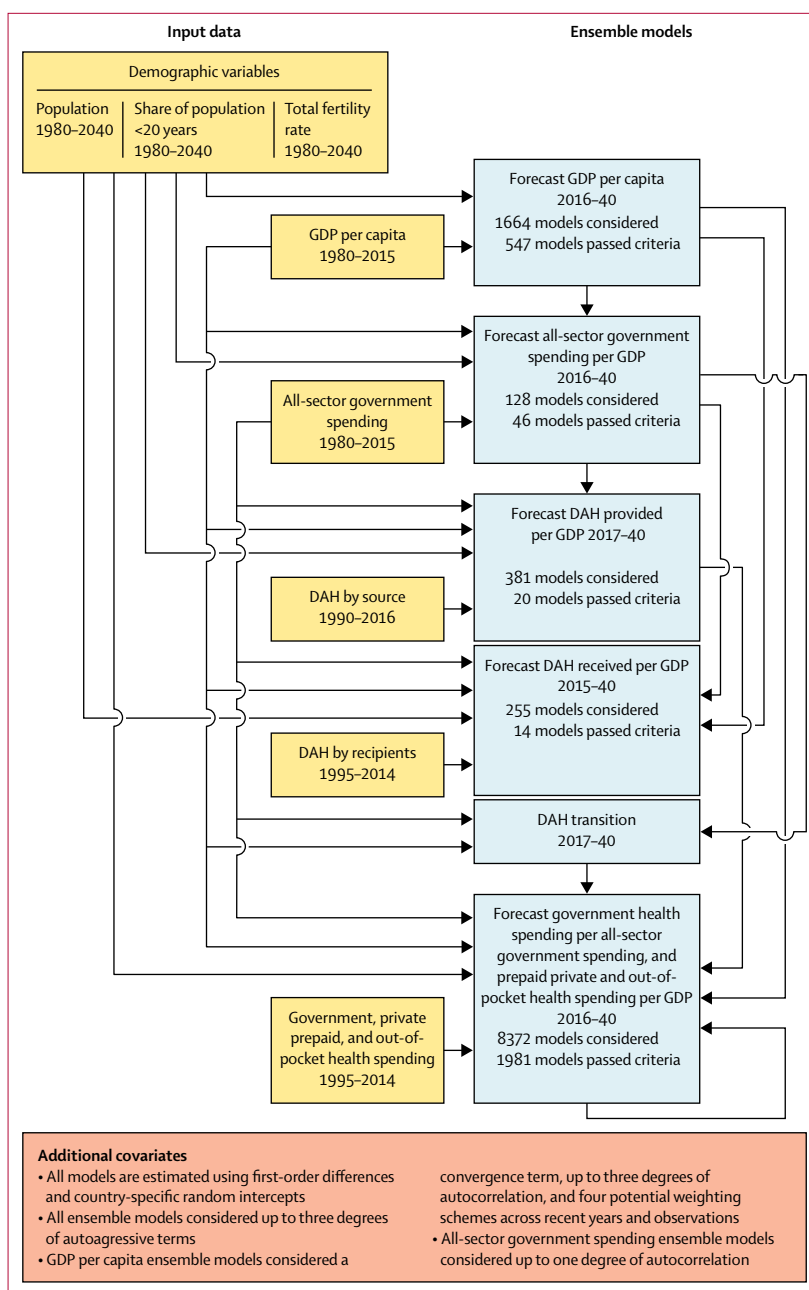 Input data
Ensemble models
Demographic variables
Population
1980–2040
Share of population
<20 years
1980–2040
Total fertility
rate
1980–2040
Forecast GDP per capita
2016–40
1664 models considered
547 models passed criteria
GDP per capita
1980–2015
Forecast all-sector government
spending per GDP
2016–40
128 models considered
46 models passed criteria
All-sector government
spending
1980–2015
Forecast DAH provided
per GDP 2017–40
381 models considered
20 models passed criteria
DAH by source
1990–2016
Forecast DAH received per GDP
2015–40
255 models considered
14 models passed criteria
DAH by recipients
1995–2014
DAH transition
2017–40
Forecast government health
spending per all-sector
government spending, and
prepaid private and out-of-
pocket health spending per GDP
2016–40
8372 models considered
1981 models passed criteria
Government, private
prepaid, and out-of-
pocket health spending
1995–2014
Additional covariates
• All models are estimated using first-order differences
and country-specific random intercepts
• All ensemble models considered up to three degrees
of autoagressive terms
• GDP per capita ensemble models considered a
convergence term, up to three degrees of
autocorrelation, and four potential weighting
schemes across recent years and observations
• All-sector government spending ensemble models
considered up to one degree of autocorrelation